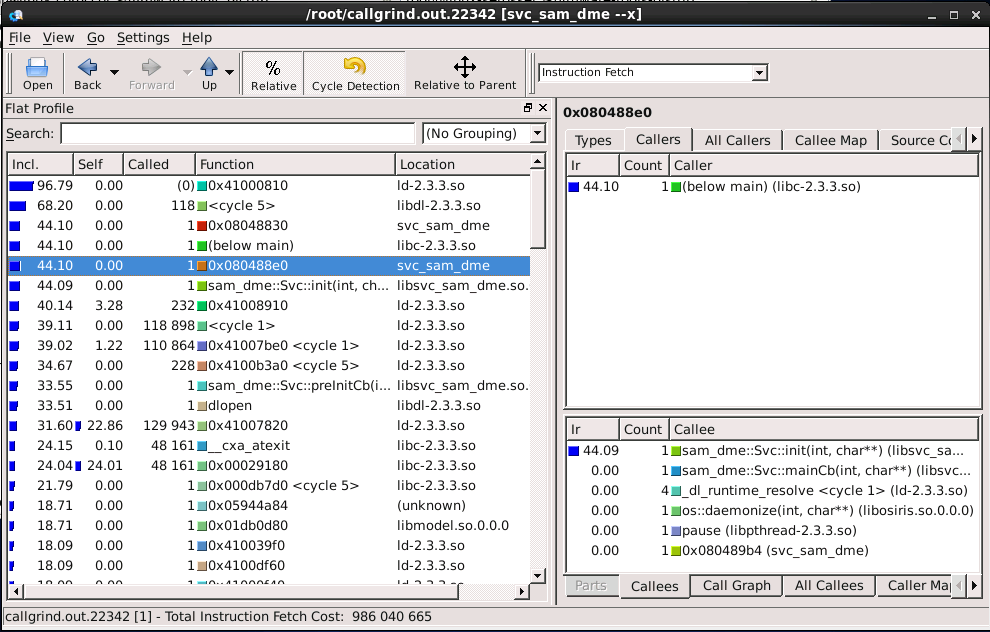 /root/callgrind.out.22342 [svc_sam_dme --x]
File View Go Settings Help
Open Back Forward Up % Relative Cycle Detection Relative to Parent Instruction Fetch
Flat Profile
Search: (No Grouping)
Incl. Self Called Function Location
96.79 0.00 (0) 0x41000810 ld-2.3.3.so
68.20 0.00 118 <cycle 5> libdl-2.3.3.so
44.10 0.00 1 0x08048830 svc_sam_dme
44.10 0.00 1 (below main) libc-2.3.3.so
44.10 0.00 1 0x080488e0 svc_sam_dme
44.09 0.00 1 sam_dme::Svc::init(int, ch... libsvc_sam_dme.so.
40.14 3.28 232 0x41008910 ld-2.3.3.so
39.11 0.00 118 898 <cycle 1> ld-2.3.3.so
39.02 1.22 110 864 0x41007be0 <cycle 1> ld-2.3.3.so
34.67 0.00 228 0x4100b3a0 <cycle 5> ld-2.3.3.so
33.55 0.00 1 sam_dme::Svc::preInitCb(i... libsvc_sam_dme.so.
33.51 0.00 1 dlopen libdl-2.3.3.so
31.60 22.86 129 943 0x41007820 ld-2.3.3.so
24.15 0.10 48 161 __cxa_atexit libc-2.3.3.so
24.04 24.01 48 161 0x00029180 libc-2.3.3.so
21.79 0.00 1 0x000db7d0 <cycle 5> libc-2.3.3.so
18.71 0.00 1 0x05944a84 (unknown)
18.71 0.00 1 0x01db0d80 libmodel.so.0.0.0
18.09 0.00 1 0x410039f0 ld-2.3.3.so
18.09 0.00 1 0x4100df60 ld-2.3.3.so
0x080488e0
Types Callers All Callers Callee Map Source Co
Ir Count Caller
44.10 1 (below main) (libc-2.3.3.so)
Ir Count Callee
44.09 1 sam_dme::Svc::init(int, char**) (libsvc_sa...
0.00 1 sam_dme::Svc::mainCb(int, char**) (libsvc...
0.00 4 _dl_runtime_resolve <cycle 1> (ld-2.3.3.so)
0.00 1 os::daemonize(int, char**) (libosiris.so.0.0.0)
0.00 1 pause (libpthread-2.3.3.so)
0.00 1 0x080489b4 (svc_sam_dme)
Parts Callees Call Graph All Callees Caller Map
callgrind.out.22342 [1] - Total Instruction Fetch Cost: 986 040 665